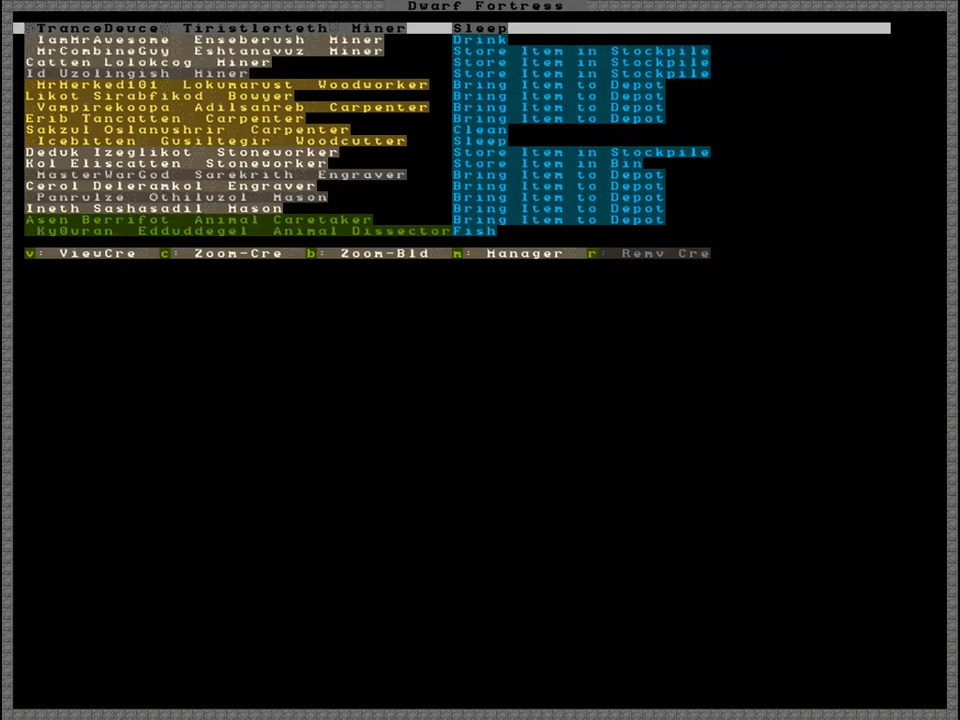 Dwarf Fortress
TranceDeuce Tiristlerteth Miner Sleep
IamMrAwesome Enseberush Miner Drink
MrCombineGuy Eshtanavuz Miner Store Item in Stockpile
Catten Lolokcog Miner Store Item in Stockpile
Id Uzolingish Miner Store Item in Stockpile
MrMerked101 Lokumarust Woodworker Bring Item to Depot
Likot Sirabfikod Bowyer Bring Item to Depot
Vampirekoopa Adilsanreb Carpenter Bring Item to Depot
Erib Tancatten Carpenter Bring Item to Depot
Sakzul Oslanushrir Carpenter Clean
Icebitten Gusiltegir Woodcutter Sleep
Deduk Izeglikot Stoneworker Store Item in Stockpile
Kol Eliscatten Stoneworker Store Item in Bin
MasterWarGod Sarekrith Engraver Bring Item to Depot
Cerol Deleramkol Engraver Bring Item to Depot
Panrulze Othiluzol Mason Bring Item to Depot
Ineth Sashasadil Mason Bring Item to Depot
Asen Berrifot Animal Caretaker Bring Item to Depot
Ky0uran Edduddegel Animal Dissector Fish
v: ViewCre c: Zoom-Cre b: Zoom-Bld m: Manager r: Remv Cre